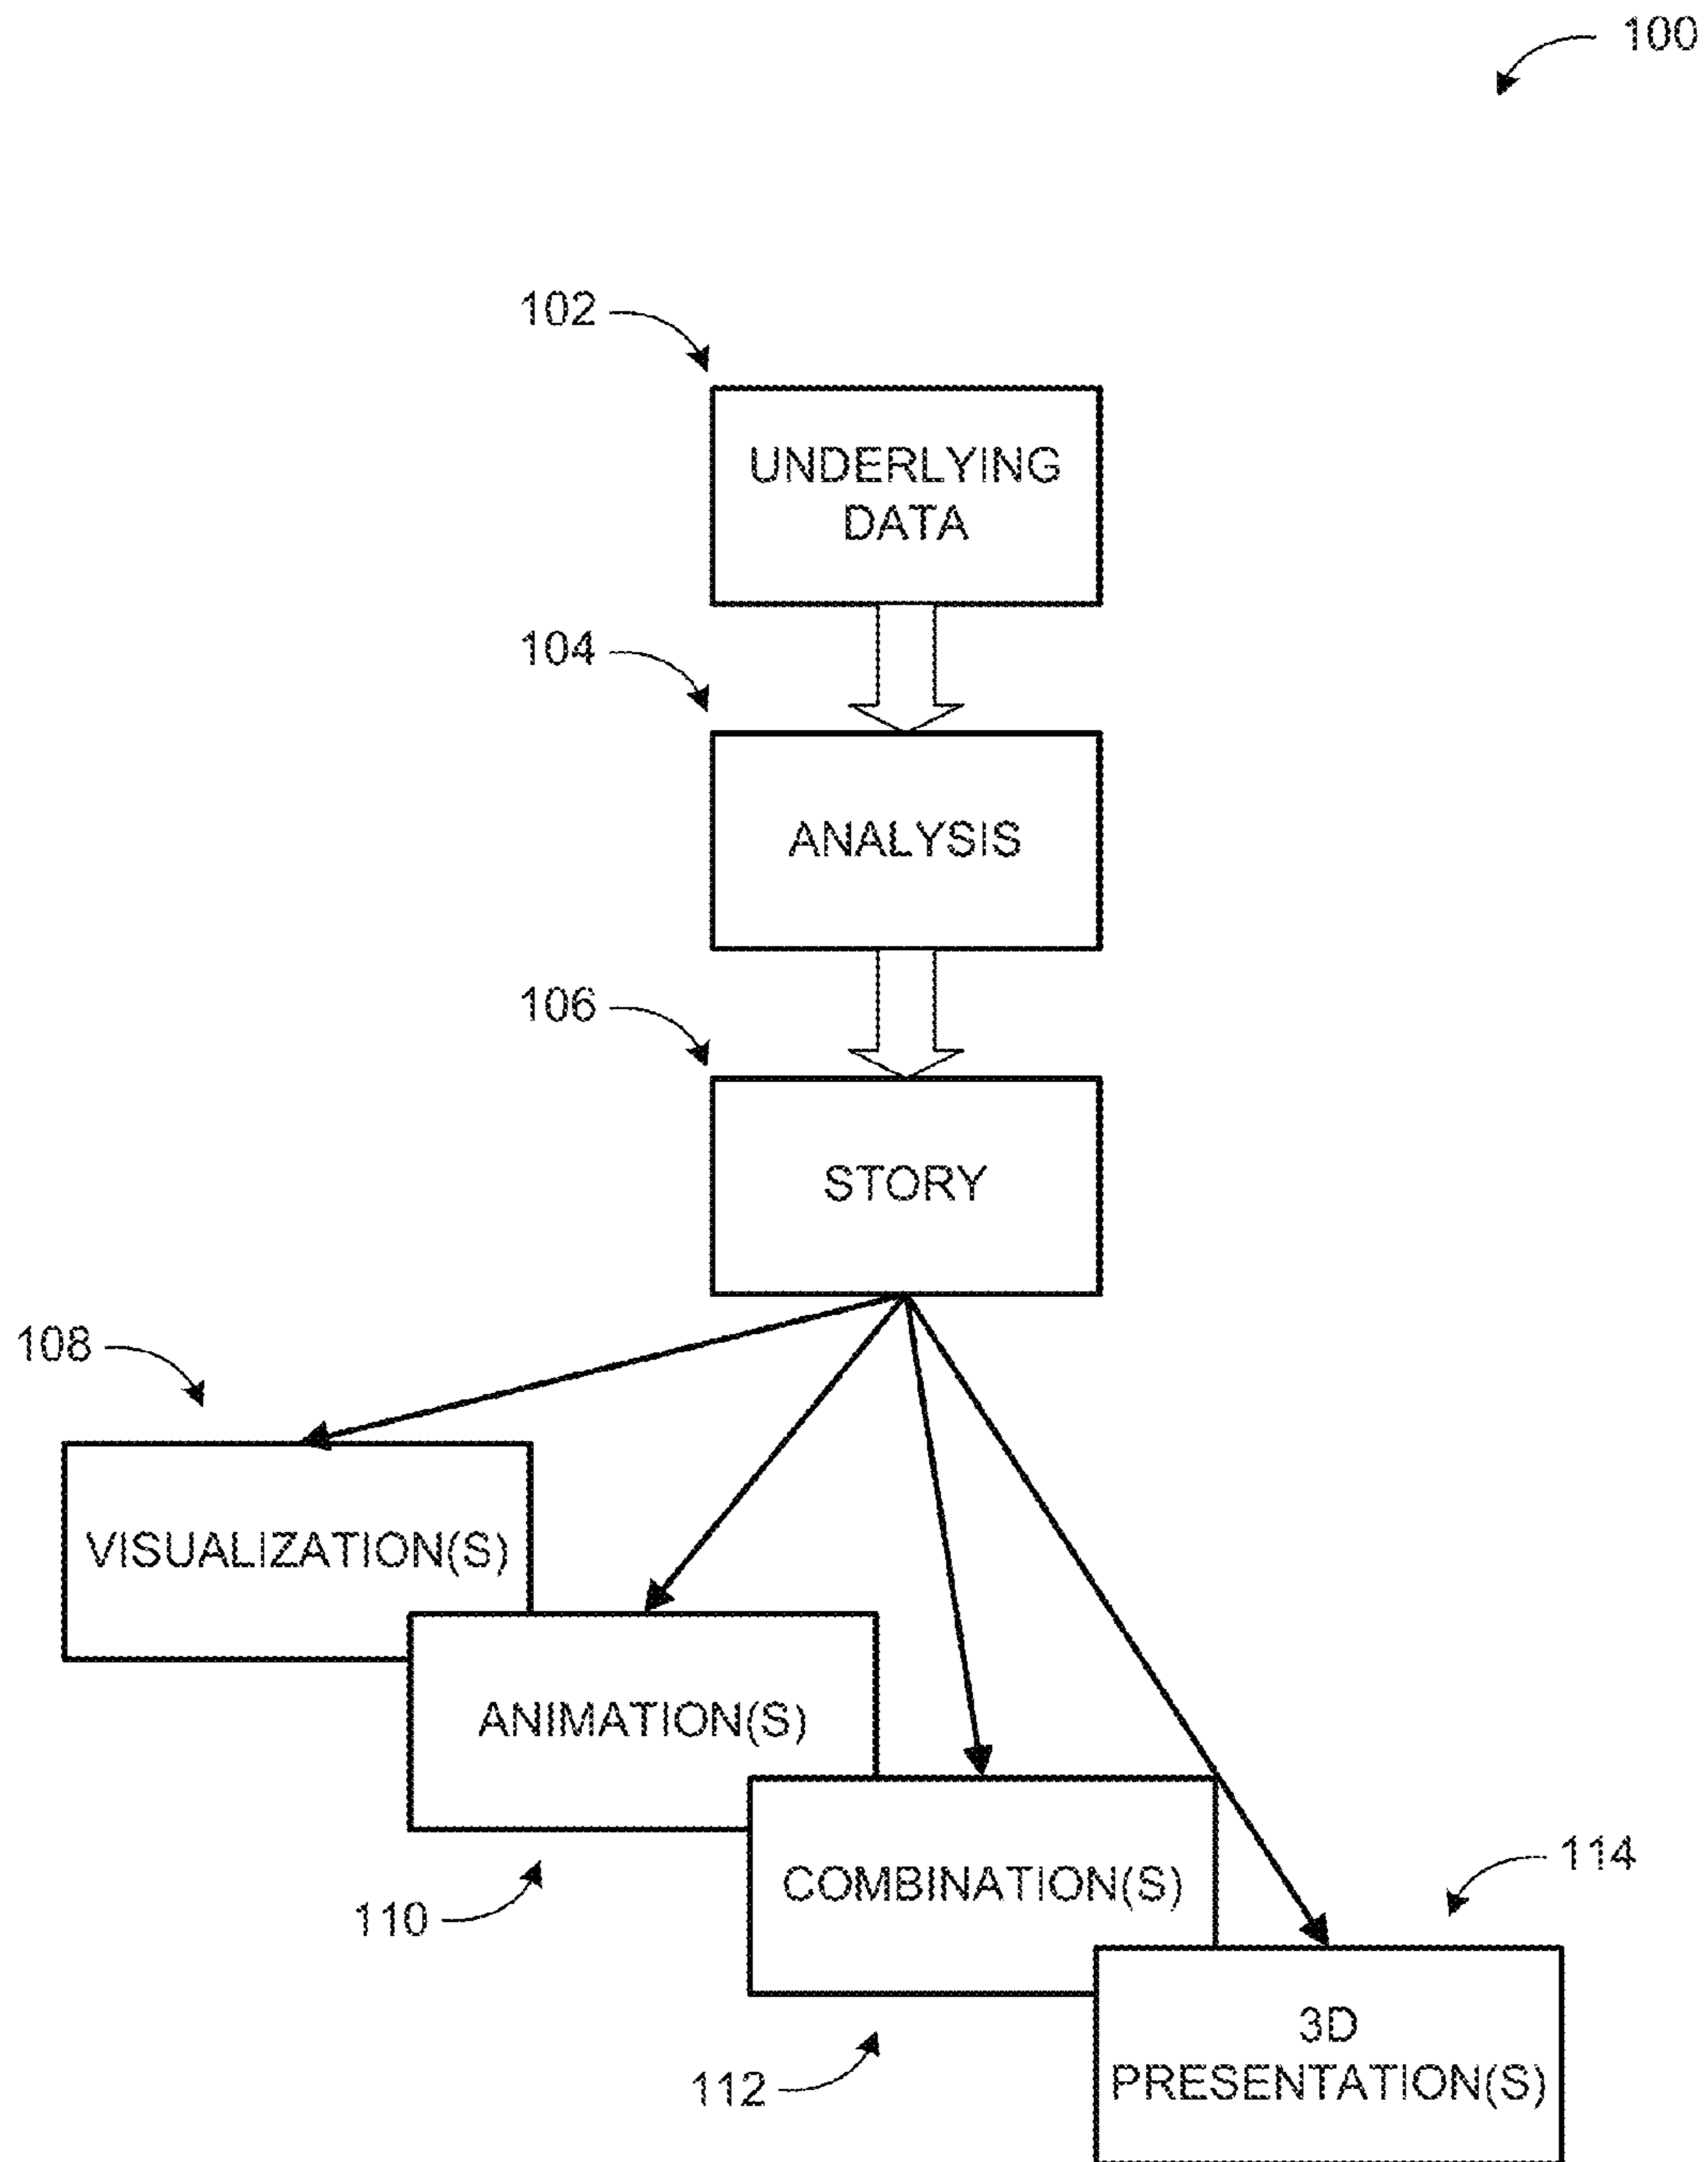 100
102
UNDERLYING
DATA
104
ANALYSIS
106
STORY
108
VISUALIZATION(S)
ANIMATION(S)
110
COMBINATION(S)
114
112
3D
PRESENTATION(S)